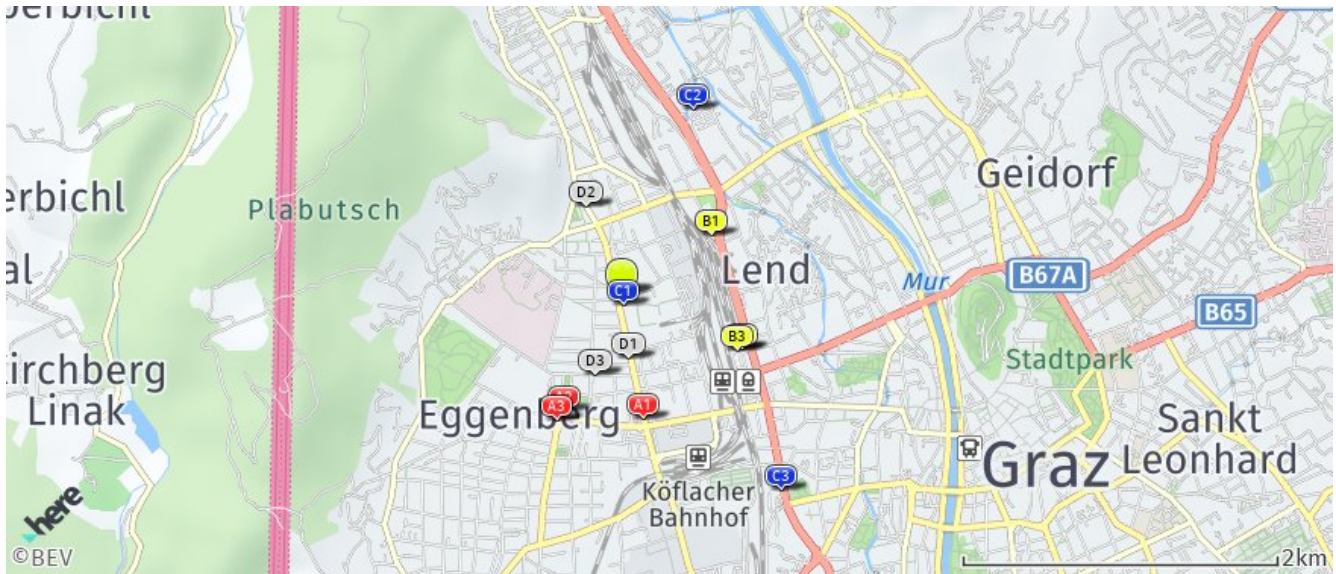 erbichl
C2
Geidorf
erbichl
Plabutsch
D2
B1
al
Lend
Mur
B67A
B65
C1
D1
B3
D3
Stadtpark
irchberg
Linak
A3
A1
Eggenberg
Sankt
Leonhard
Graz
C3
Köflacher
Bahnhof
here
©BEV
2km